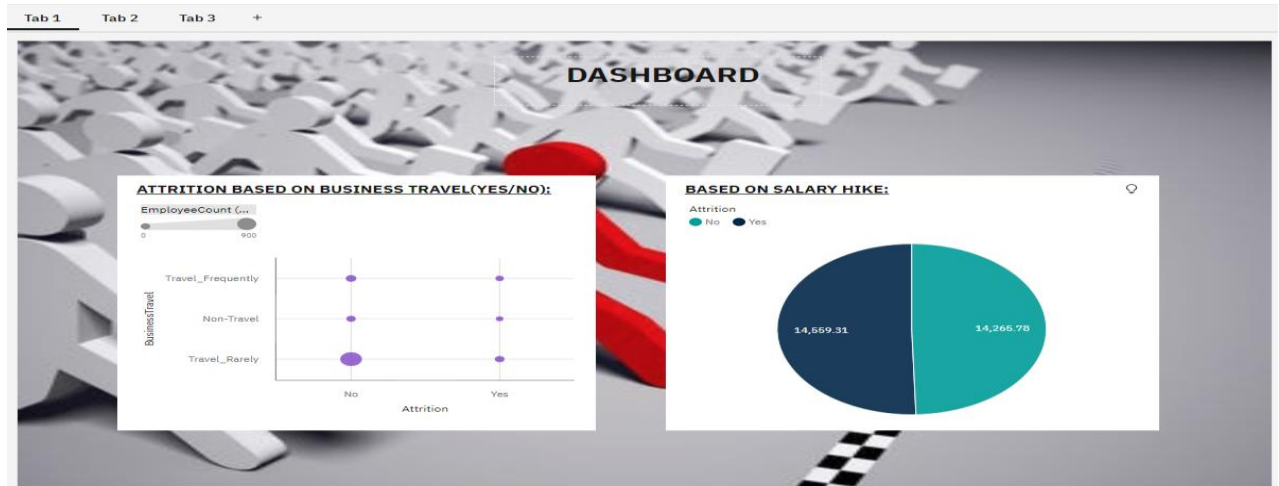 Tab 1 Tab 2 Tab 3 +
DASHBOARD
ATTRITION BASED ON BUSINESS TRAVEL(YES/NO):
EmployeeCount (...
0 900
BusinessTravel
Travel_Frequently
Non-Travel
Travel_Rarely
No Yes
Attrition
BASED ON SALARY HIKE:
Attrition
No Yes
14,559.31 14,265.78